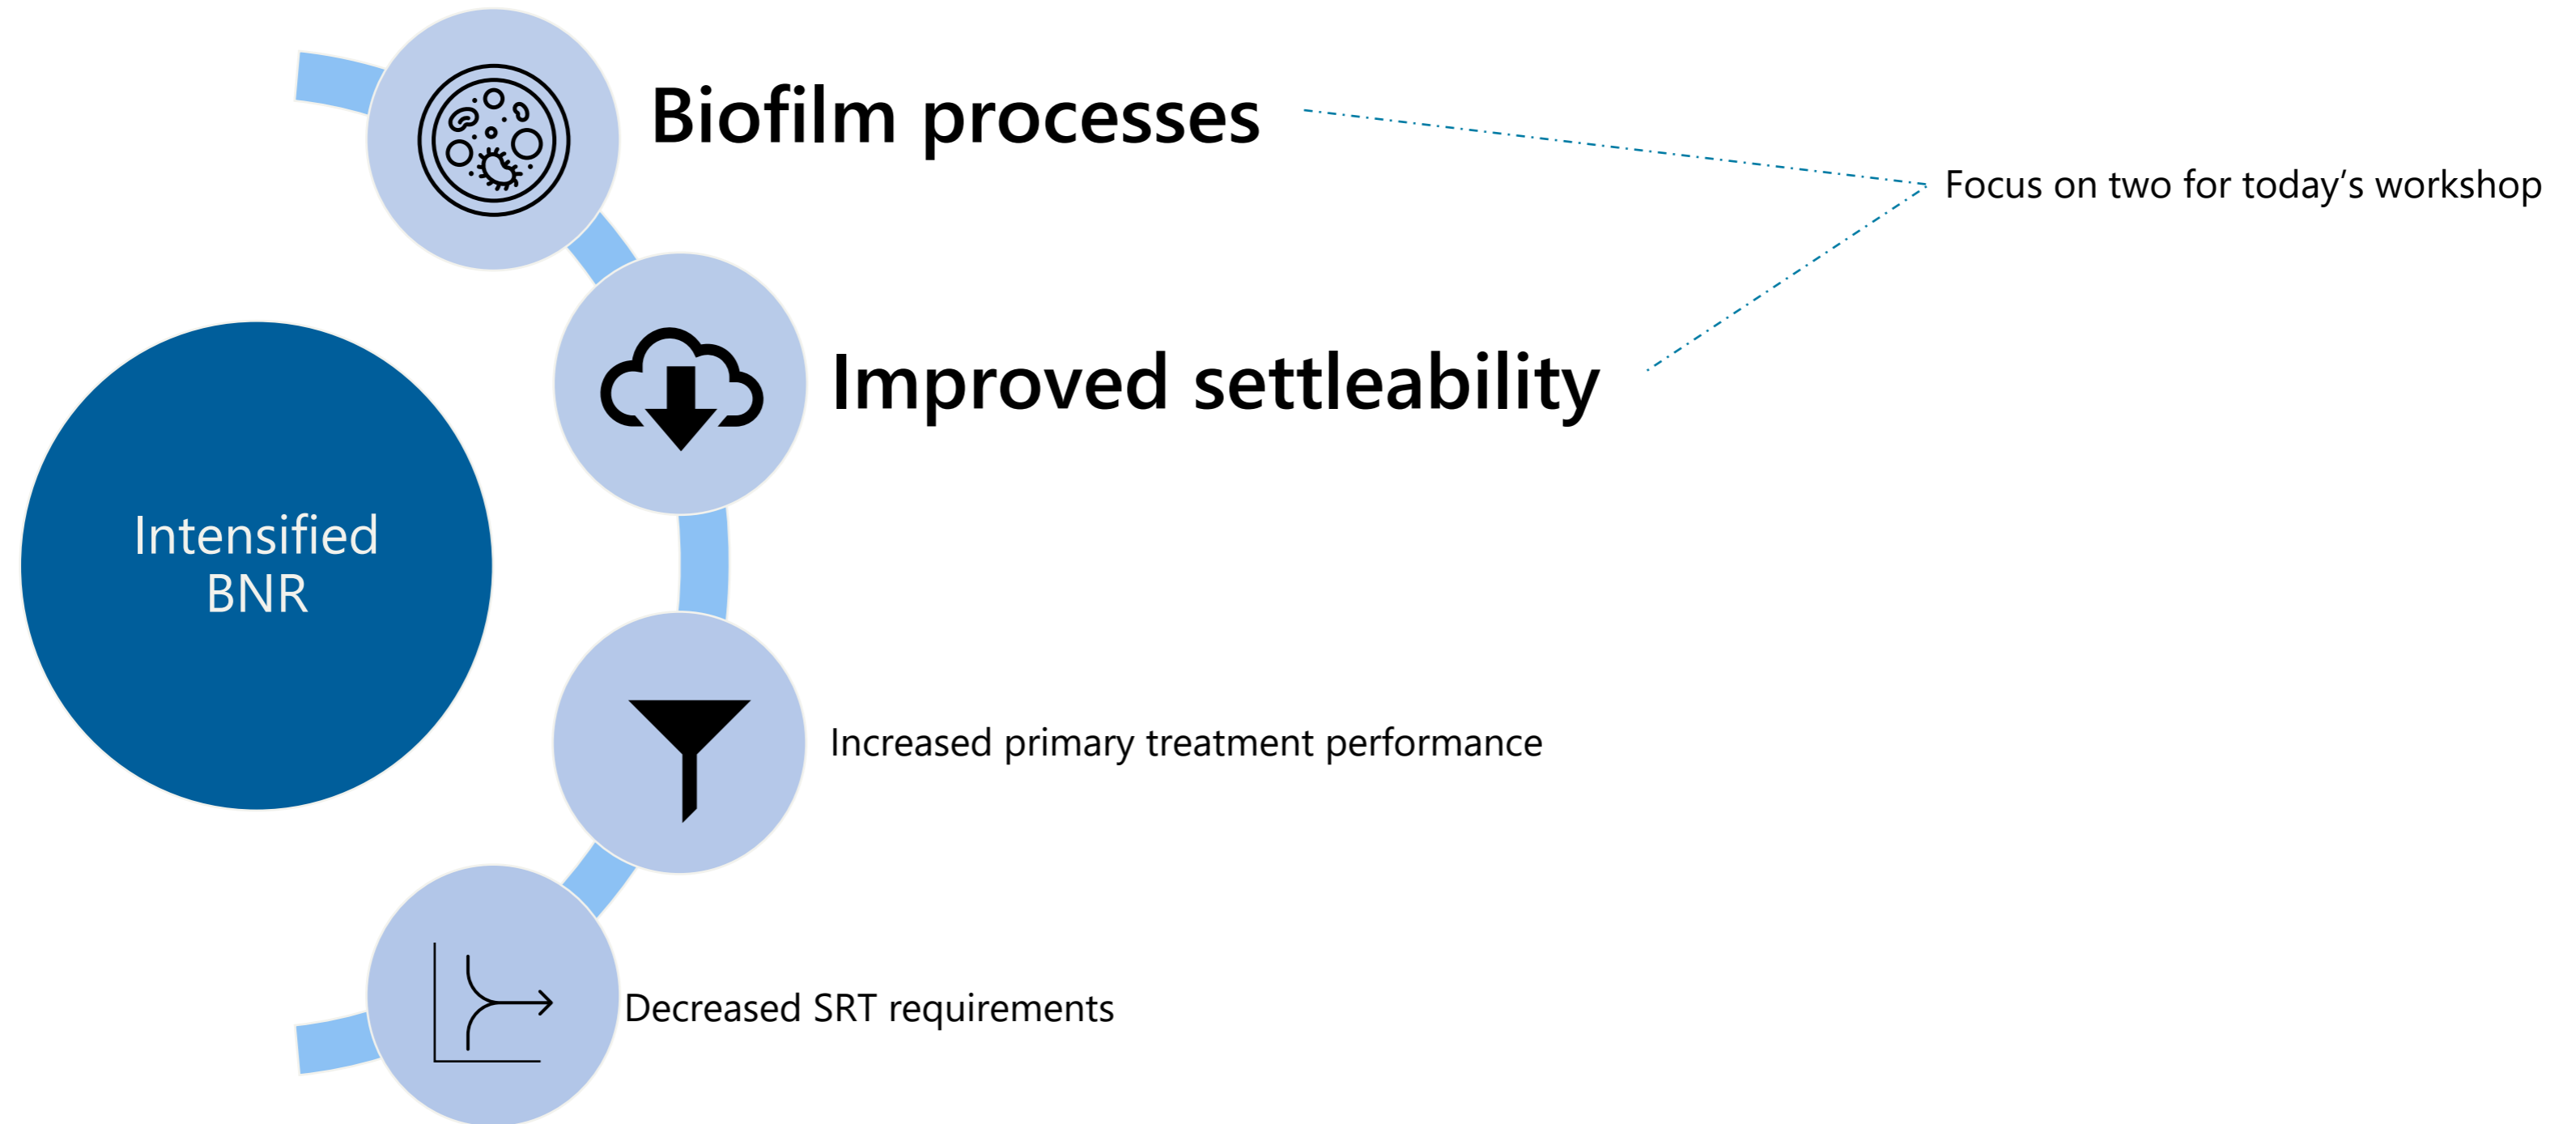 Biofilm processes
Focus on two for today’s workshop
Improved settleability
Intensified
BNR
Increased primary treatment performance
Decreased SRT requirements